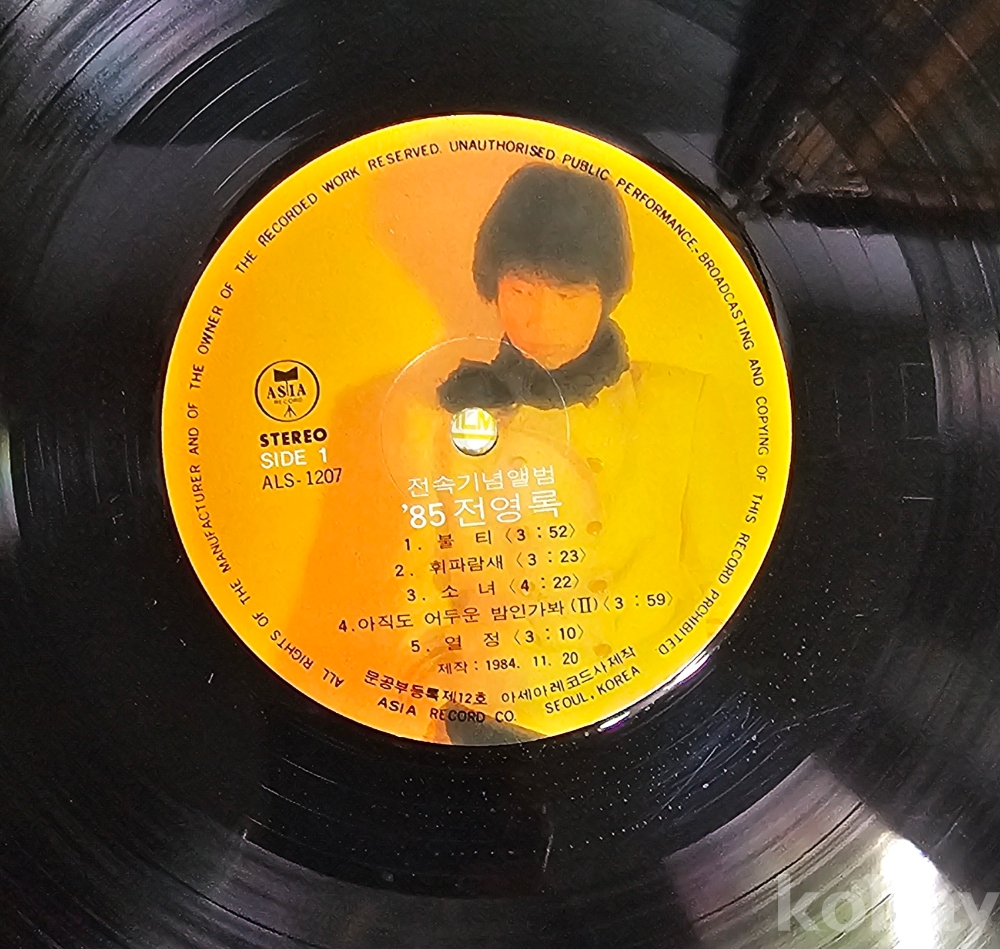 ALL RIGHTS OF THE MANUFACTURER AND OF THE OWNER OF THE RECORDED WORK RESERVED. UNAUTHORISED PUBLIC PERFORMANCE. BROADCASTING AND COPYING OF THIS RECORD PROHIBITED
ASIA
RECORD
STEREO
SIDE 1
ALS-1207
전속기념앨범
'85 전영록
1. 불 티 〈3 : 52〉
2. 휘파람새 〈3 : 23〉
3. 소 녀 〈4 : 22〉
4. 아직도 어두운 밤인가봐 (II)〈3 : 59〉
5. 열 정 〈3 : 10〉
제작 : 1984. 11. 20
문공부등록제12호 아세아레코드사제작
ASIA RECORD CO. SEOUL, KOREA